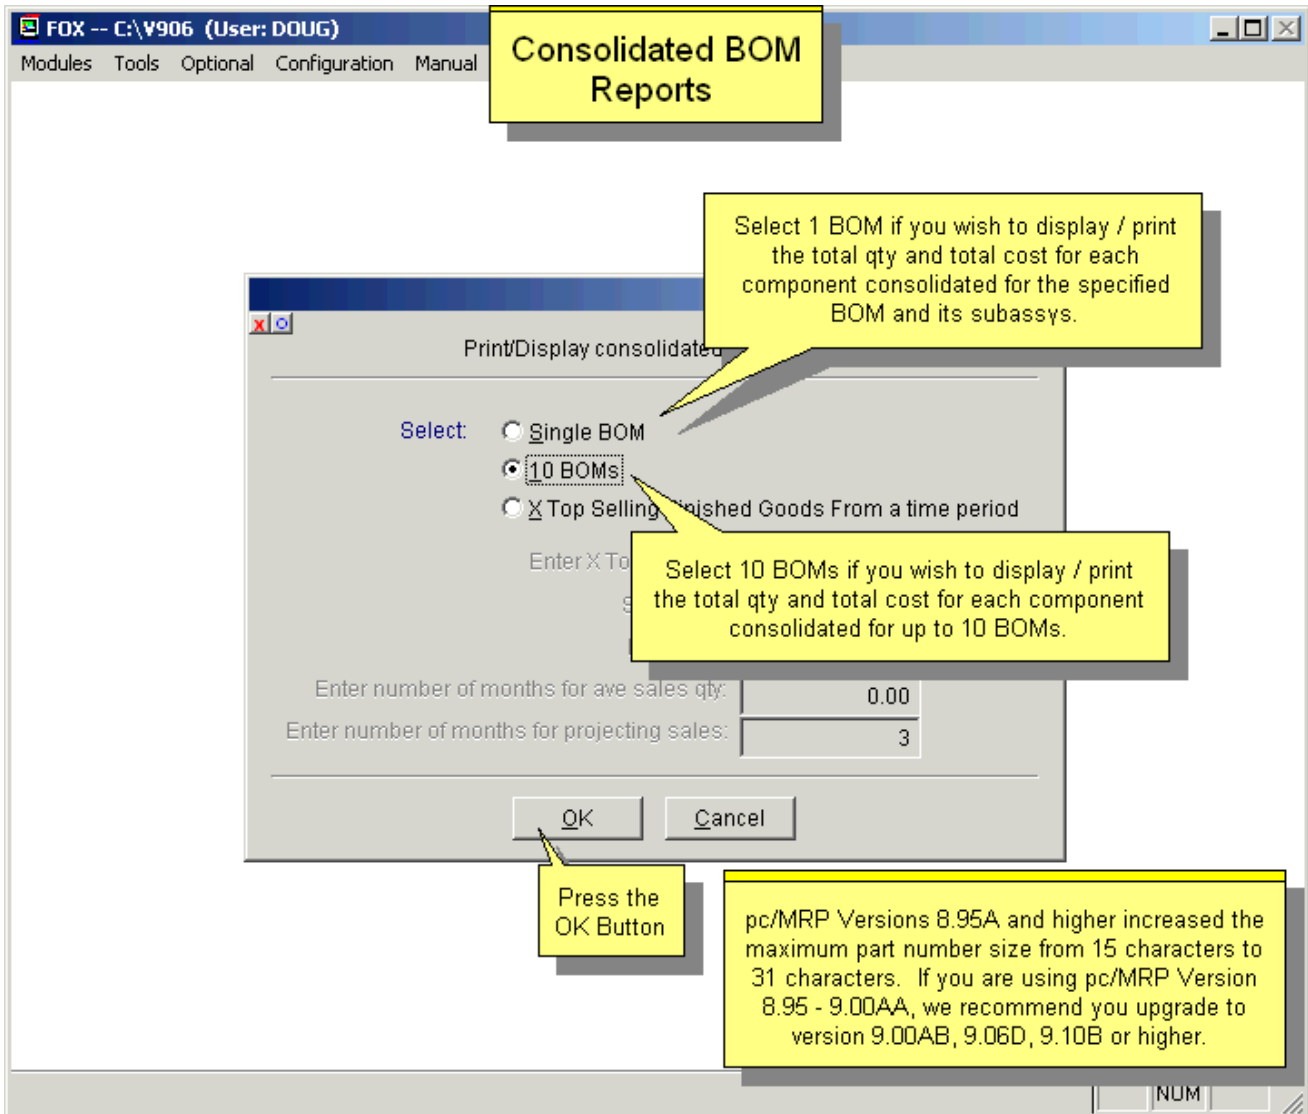 FOX -- C:\V906 (User: DOUG)
Modules Tools Optional Configuration Manual
Consolidated BOM
Reports
Select 1 BOM if you wish to display / print
the total qty and total cost for each
component consolidated for the specified
BOM and its subassys.
Print/Display consolidated
Select: Single BOM
10 BOMs
X Top Selling Finished Goods From a time period
Enter X To
Select 10 BOMs if you wish to display / print
the total qty and total cost for each component
consolidated for up to 10 BOMs.
Enter number of months for ave sales qty: 0.00
Enter number of months for projecting sales: 3
OK Cancel
Press the
OK Button
pc/MRP Versions 8.95A and higher increased the
maximum part number size from 15 characters to
31 characters. If you are using pc/MRP Version
8.95 - 9.00AA, we recommend you upgrade to
version 9.00AB, 9.06D, 9.10B or higher.
NUM